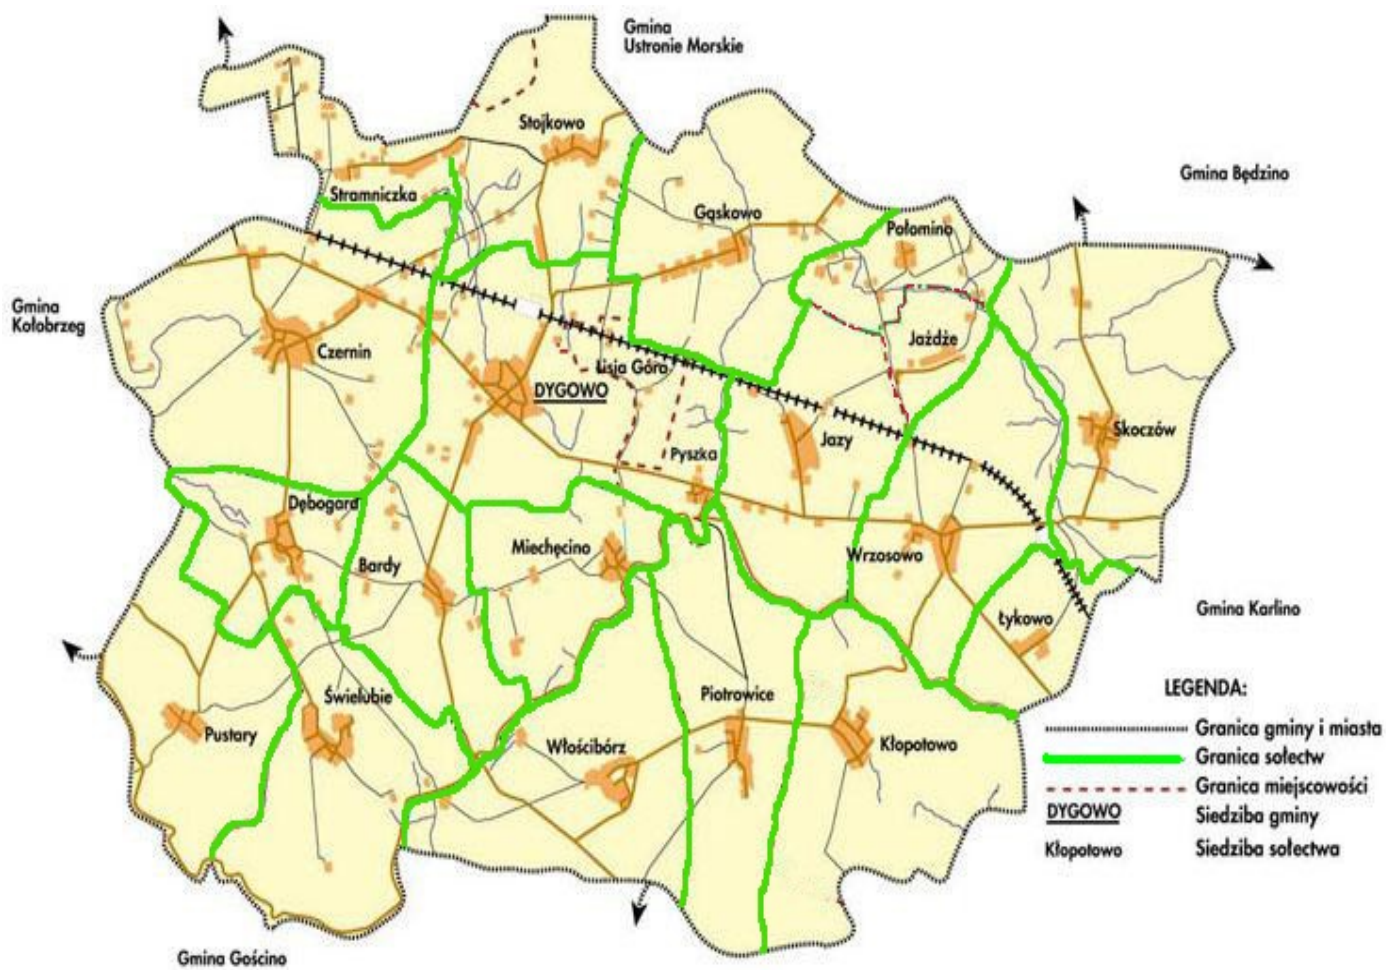 Gmina
Ustronie Morskie
Stojkowo
Gmina Będzino
Stramniczka
Gąskowo
Połomino
Gmina
Kołobrzeg
Czernin
Jażdże
Lisia Góra
DYGOWO
Skoczów
Jazy
Pyszka
Dębogard
Miechęcino
Wrzosowo
Bardy
Gmina Karlino
Łykowo
LEGENDA:
Świelubie
Piotrowice
Pustary
Granica gminy i miasta
Włościbórz
Kłopotowo
Granica sołectw
Granica miejscowości
DYGOWO
Siedziba gminy
Kłopotowo
Siedziba sołectwa
Gmina Gościno